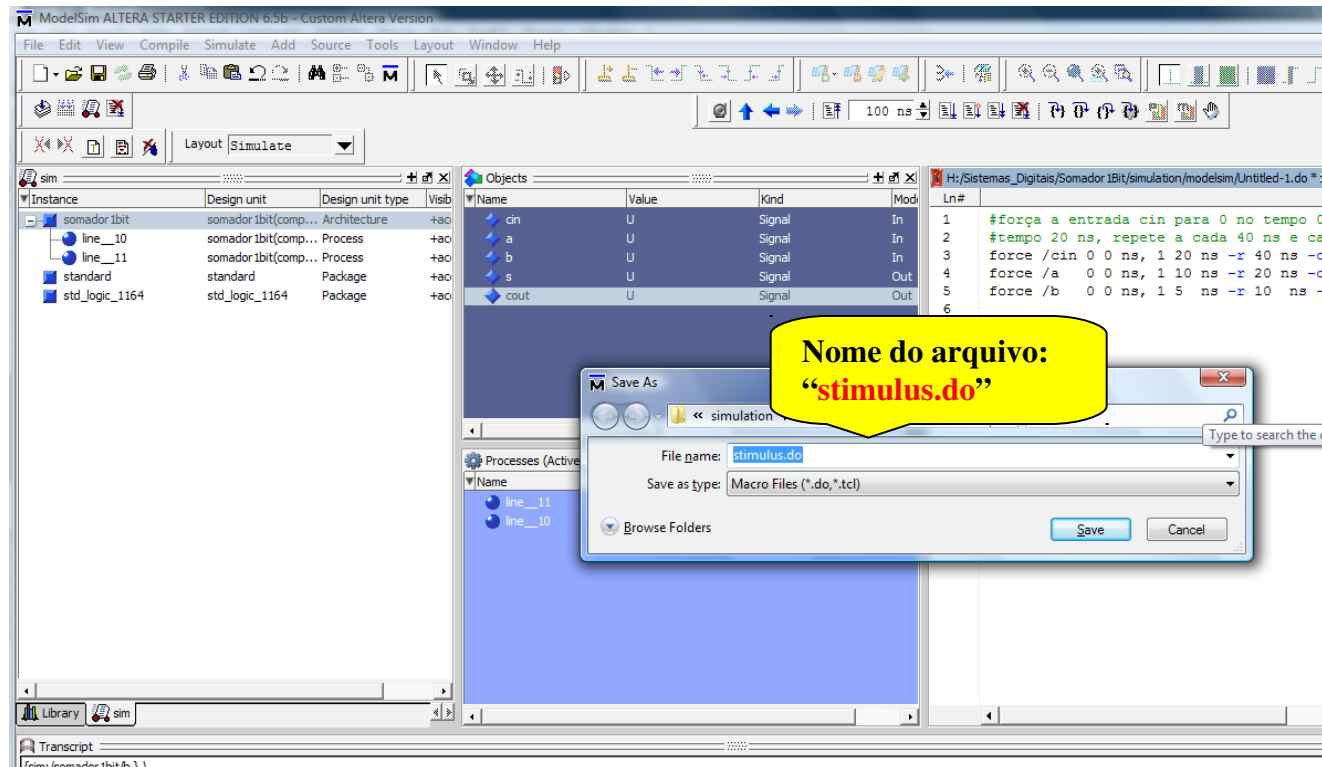 ModelSim ALTERA STARTER EDITION 6.5b - Custom Altera Version
File Edit View Compile Simulate Add Source Tools Layout Window Help
100 ns
Layout Simulate
sim
Instance Design unit Design unit type Visib
somador1bit somador1bit(comp... Architecture +aco
line__10 somador1bit(comp... Process +aco
line__11 somador1bit(comp... Process +aco
standard standard Package +aco
std_logic_1164 std_logic_1164 Package +aco
Library sim
Objects
Name Value Kind Mode
cin U Signal In
a U Signal In
b U Signal In
s U Signal Out
cout U Signal Out
Processes (Active
Name
line__11
line__10
H:/Sistemas_Digitais/Somador1Bit/simulation/modelsim/Untitled-1.do *
Ln#
1 #força a entrada cin para 0 no tempo 0
2 #tempo 20 ns, repete a cada 40 ns e ca
3 force /cin 0 0 ns, 1 20 ns -r 40 ns -c
4 force /a 0 0 ns, 1 10 ns -r 20 ns -c
5 force /b 0 0 ns, 1 5 ns -r 10 ns -
6
Nome do arquivo:
“stimulus.do”
Save As
« simulation
Type to search the
File name: stimulus.do
Save as type: Macro Files (*.do,*.tcl)
Browse Folders Save Cancel
Transcript